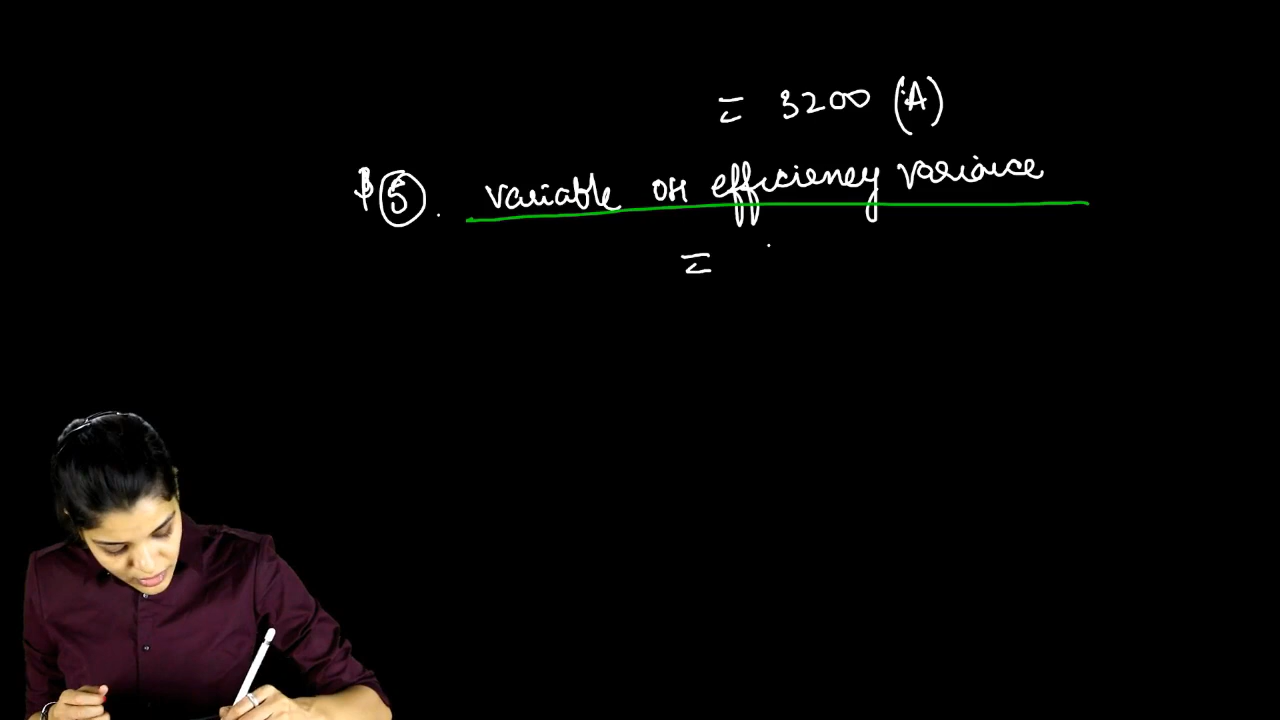 = 3200 (A)
⑤. Variable OH efficiency variance
=